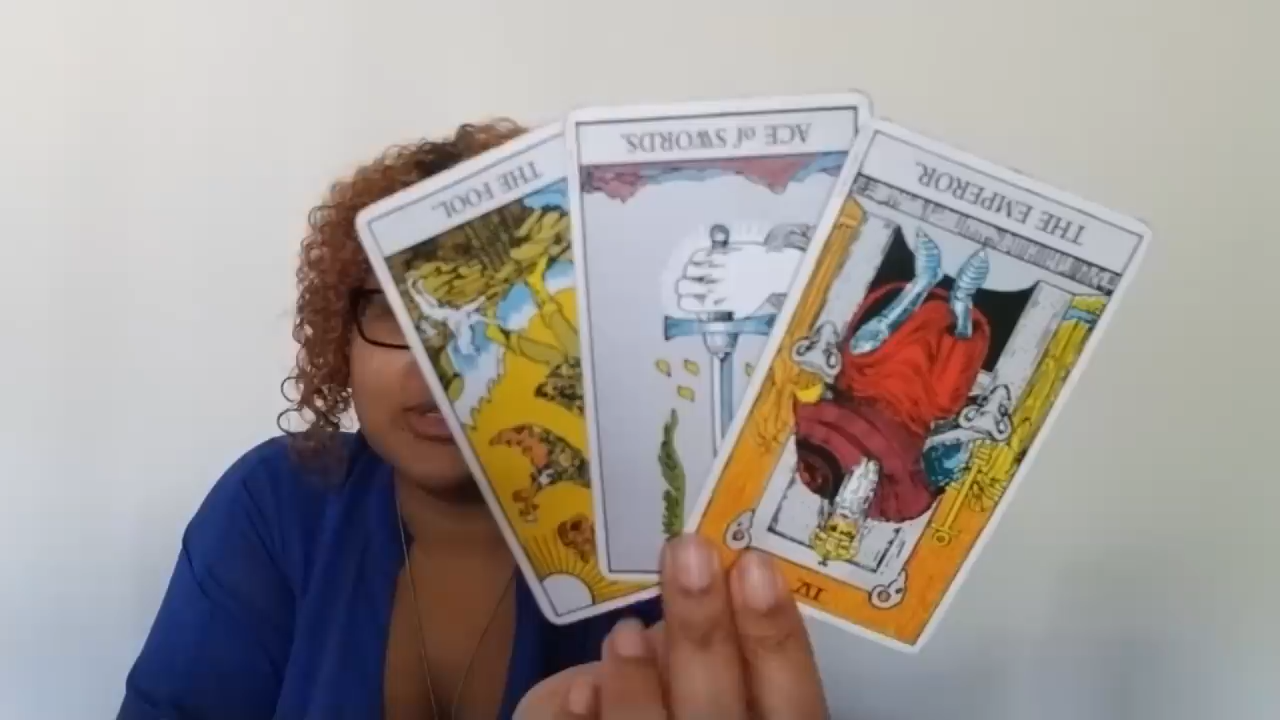 THE FOOL.
ACE of SWORDS.
THE EMPEROR.
IV